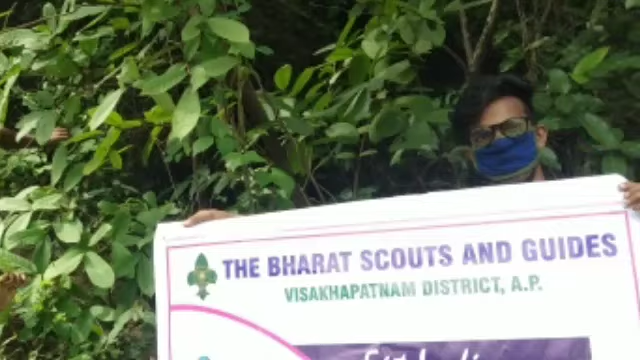 THE BHARAT SCOUTS AND GUIDES
VISAKHAPATNAM DISTRICT, A.P.